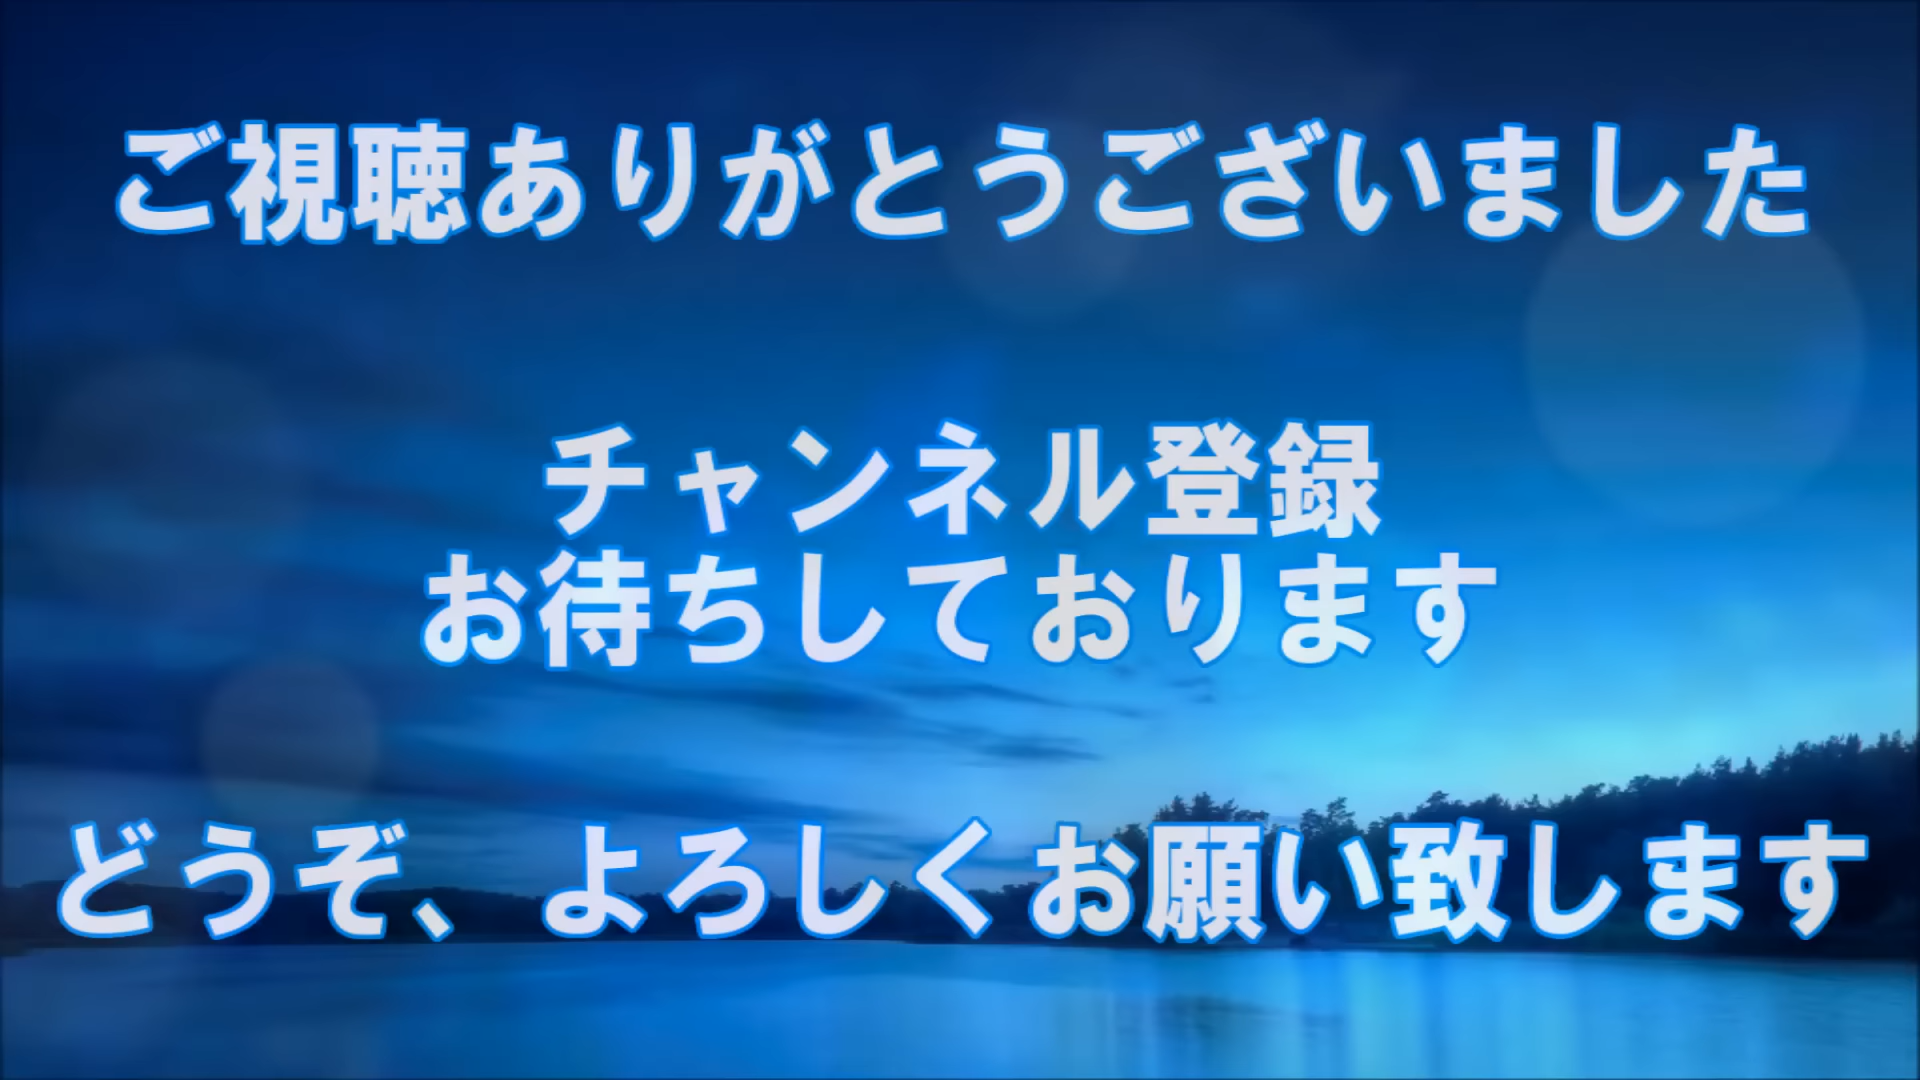 ご視聴ありがとうございました
チャンネル登録
お待ちしております
どうぞ、よろしくお願い致します